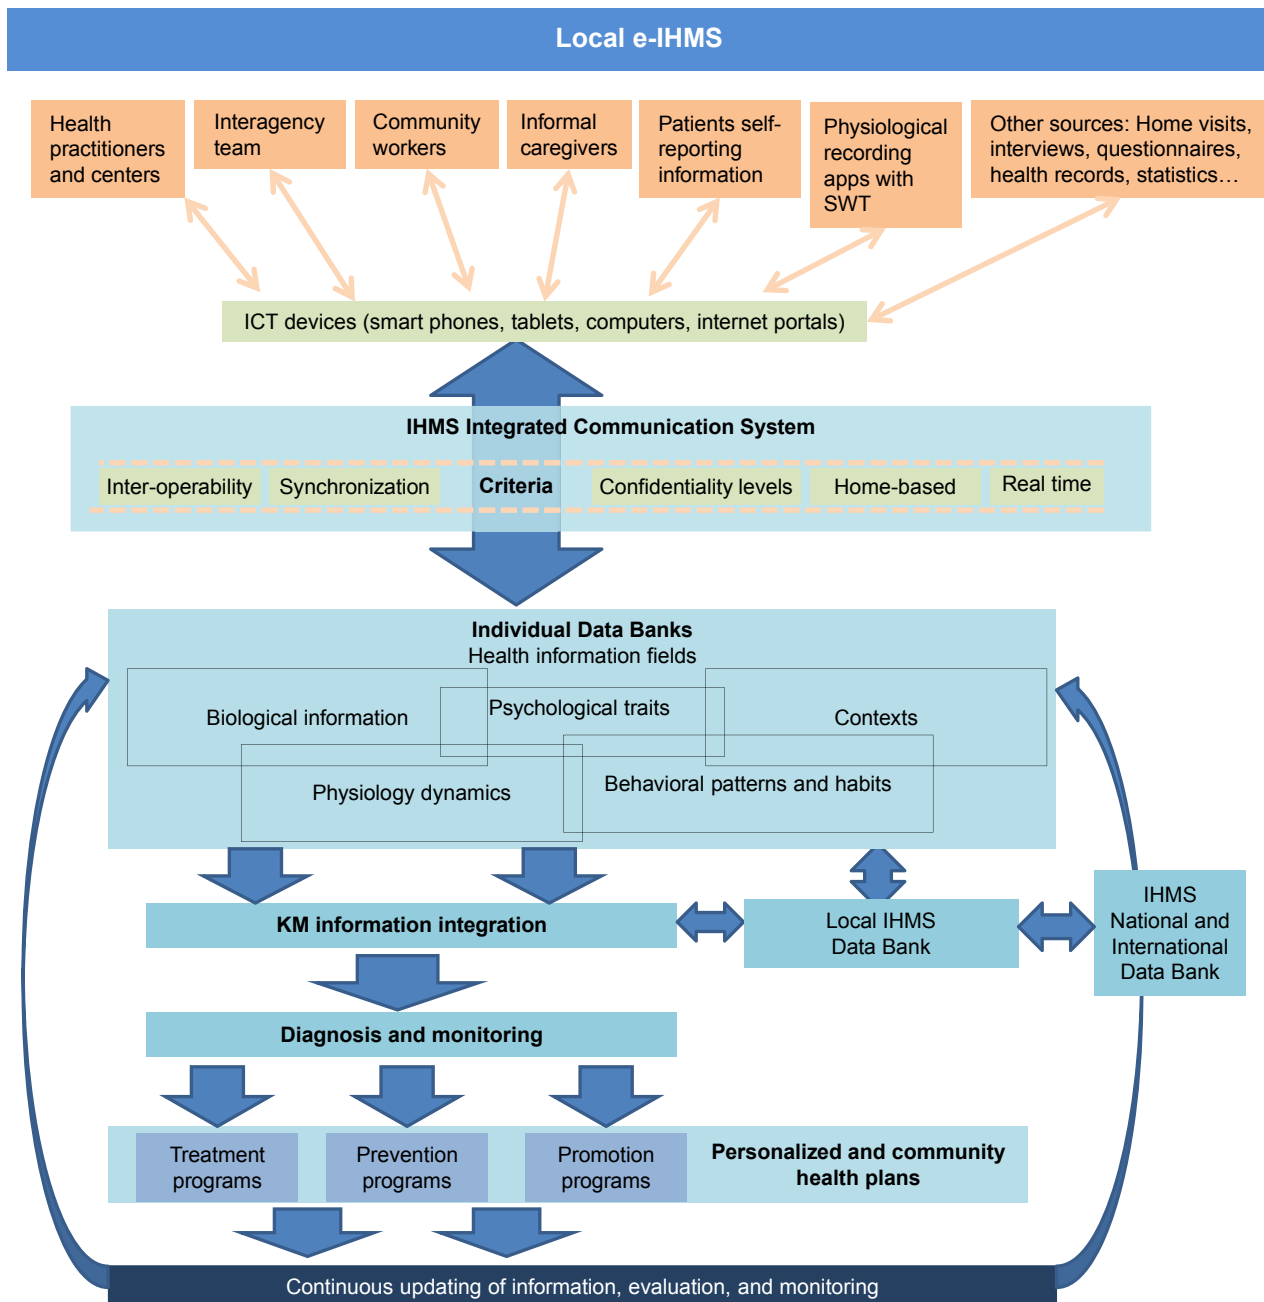 Local e-IHMS
Health
practitioners
and centers
Interagency
team
Community
workers
Informal
caregivers
Patients self-
reporting
information
Physiological
recording
apps with
SWT
Other sources: Home visits,
interviews, questionnaires,
health records, statistics…
ICT devices (smart phones, tablets, computers, internet portals)
IHMS Integrated Communication System
Inter-operability
Synchronization
Criteria
Confidentiality levels
Home-based
Real time
Individual Data Banks
Health information fields
Biological information
Psychological traits
Contexts
Physiology dynamics
Behavioral patterns and habits
KM information integration
Local IHMS
Data Bank
IHMS
National and
International
Data Bank
Diagnosis and monitoring
Treatment
programs
Prevention
programs
Promotion
programs
Personalized and community
health plans
Continuous updating of information, evaluation, and monitoring